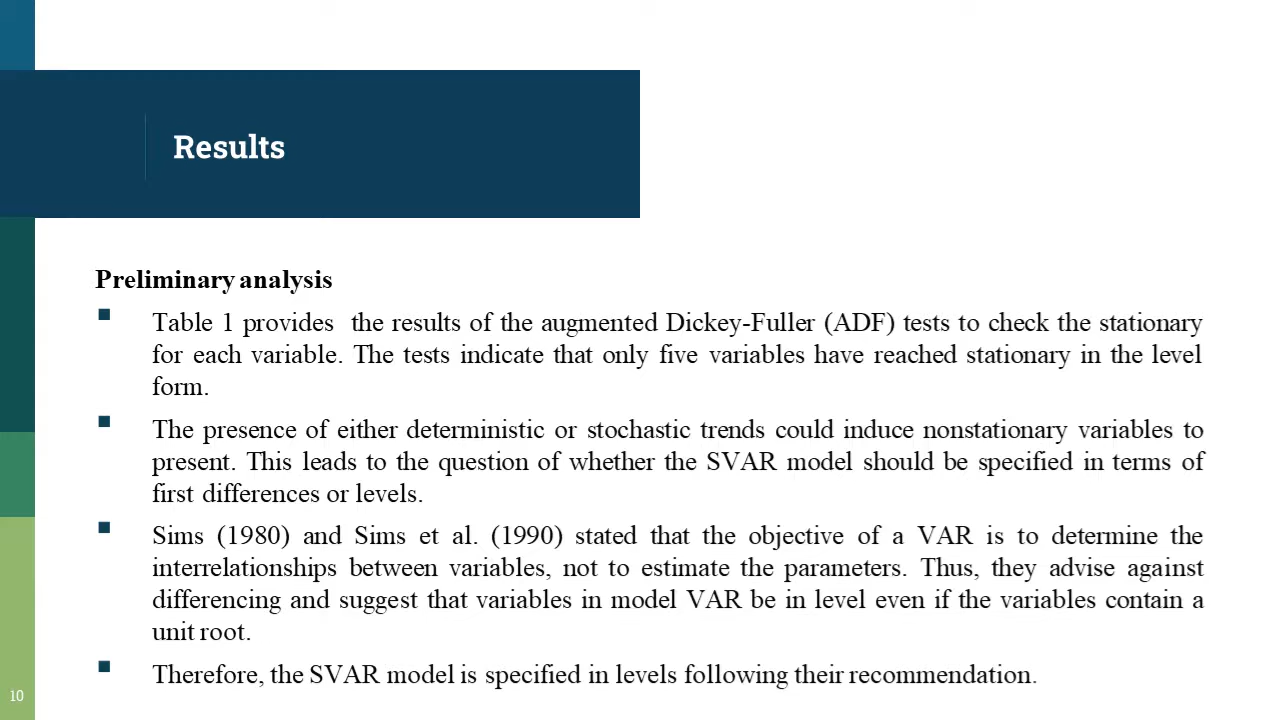 Results
Preliminary analysis
▪ Table 1 provides  the results of the augmented Dickey-Fuller (ADF) tests to check the stationary
for each variable. The tests indicate that only five variables have reached stationary in the level
form.
▪ The presence of either deterministic or stochastic trends could induce nonstationary variables to
present. This leads to the question of whether the SVAR model should be specified in terms of
first differences or levels.
▪ Sims (1980) and Sims et al. (1990) stated that the objective of a VAR is to determine the
interrelationships between variables, not to estimate the parameters. Thus, they advise against
differencing and suggest that variables in model VAR be in level even if the variables contain a
unit root.
▪ Therefore, the SVAR model is specified in levels following their recommendation.
10